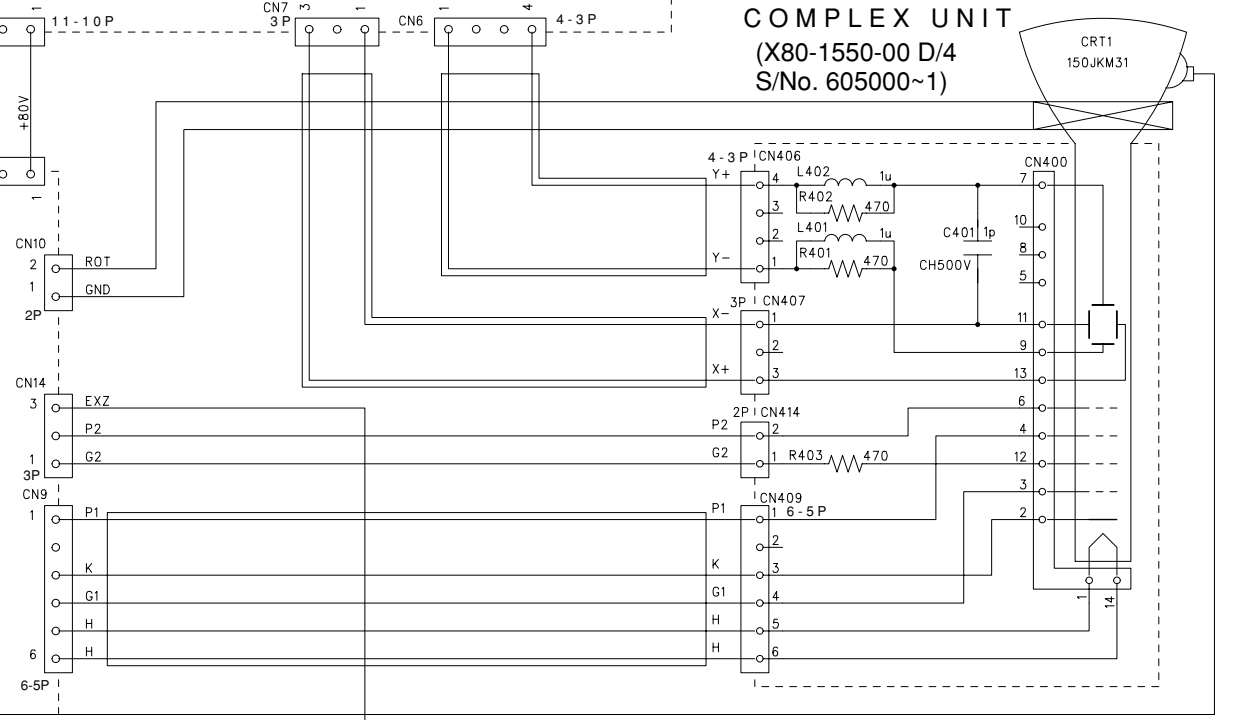 1
11-10P
+80V
1
CN7
3P
3
1
CN6
4
4-3P
COMPLEX UNIT
(X80-1550-00 D/4
S/No. 605000~1)
CRT1
150JKM31
CN10
2
ROT
1
GND
2P
CN14
3
EXZ
P2
1
G2
3P
CN9
1
P1
K
G1
H
6
H
6-5P
4-3P
CN406
Y+
4
3
2
Y-
1
L402
1u
R402
470
L401
1u
R401
470
C401
1p
CH500V
3P
CN407
X-
1
2
X+
3
2P
CN414
P2
2
G2
1
R403
470
CN409
P1
1
6-5P
2
K
3
G1
4
H
5
H
6
CN400
7
10
8
5
11
9
13
6
4
12
3
2
1
14